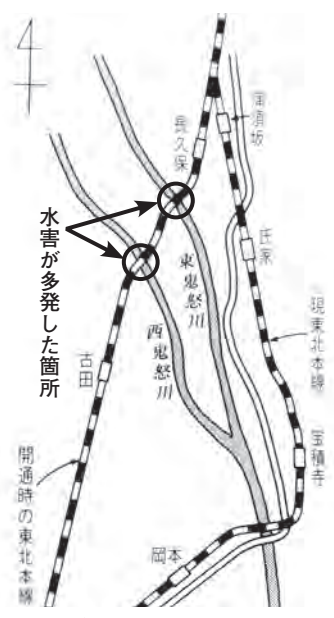 蒲須坂
長久保
氏家
水害が多発した箇所
東鬼怒川
西鬼怒川
現東北本線
古田
宝積寺
開通時の東北本線
岡本